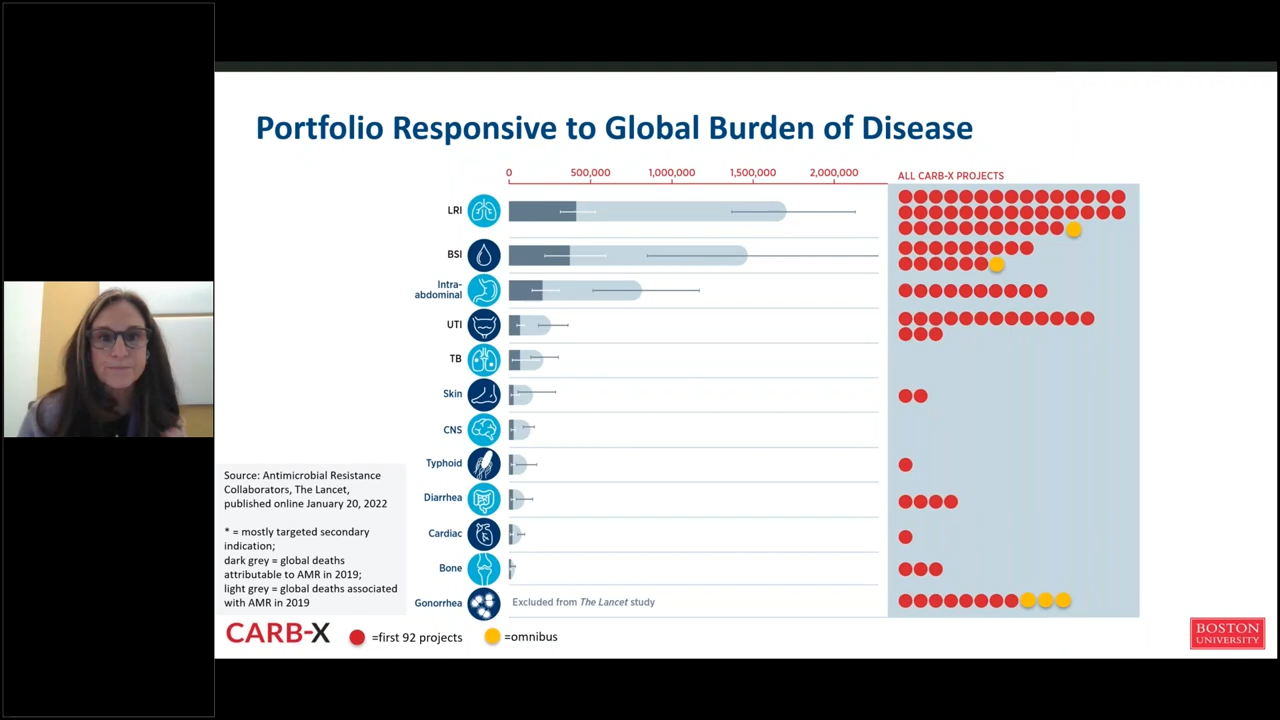 Portfolio Responsive to Global Burden of Disease
0 500,000 1,000,000 1,500,000 2,000,000
ALL CARB-X PROJECTS
LRI
BSI
Intra-
abdominal
UTI
TB
Skin
CNS
Typhoid
Diarrhea
Cardiac
Bone
Gonorrhea
Excluded from The Lancet study
Source: Antimicrobial Resistance
Collaborators, The Lancet,
published online January 20, 2022
* = mostly targeted secondary
indication;
dark grey = global deaths
attributable to AMR in 2019;
light grey = global deaths associated
with AMR in 2019
CARB-X
=first 92 projects
=omnibus
BOSTON
UNIVERSITY